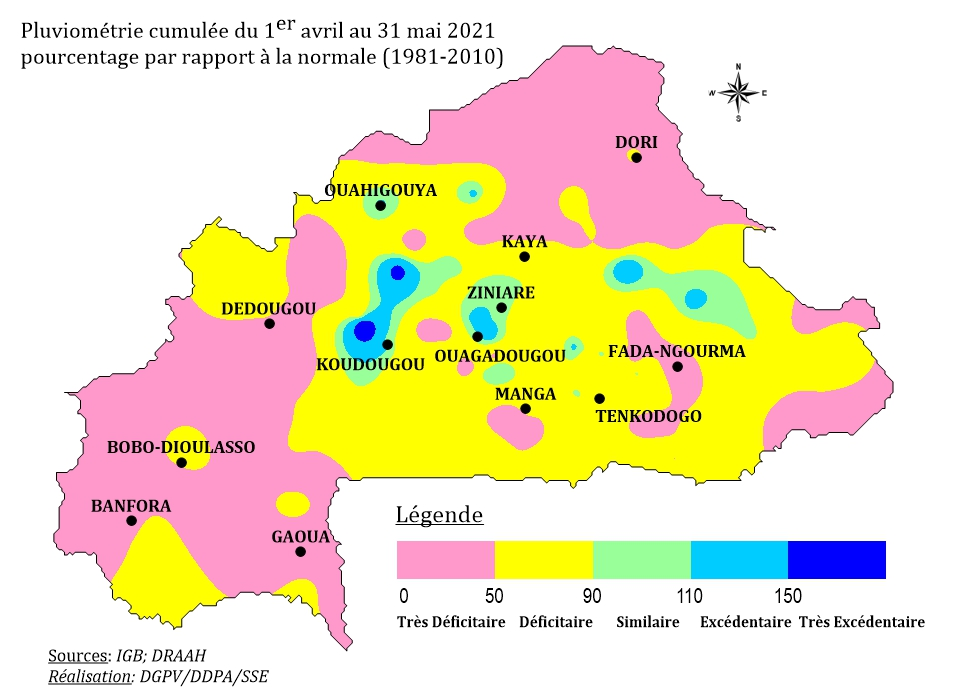 Pluviométrie cumulée du 1er avril au 31 mai 2021
pourcentage par rapport à la normale (1981-2010)
N
W E
S
DORI
OUAHIGOUYA
KAYA
ZINIARE
DEDOUGOU
OUAGADOUGOU
FADA-NGOURMA
KOUDOUGOU
MANGA
TENKODOGO
BOBO-DIOULASSO
BANFORA
GAOUA
Légende
0 50 90 110 150
Très Déficitaire Déficitaire Similaire Excédentaire Très Excédentaire
Sources: IGB; DRAAH
Réalisation: DGPV/DDPA/SSE